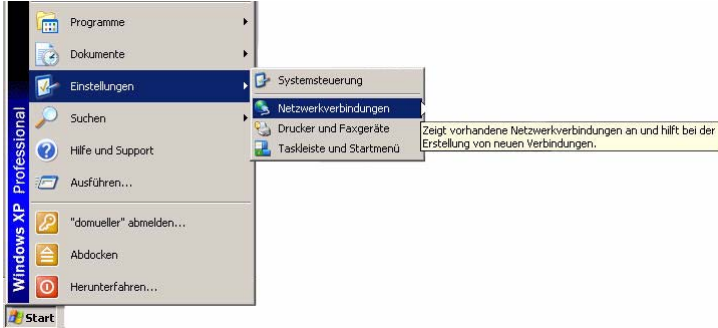 Programme
Dokumente
Einstellungen
Suchen
Hilfe und Support
Ausführen...
"domueller" abmelden...
Abdocken
Herunterfahren...
Windows XP Professional
Start
Systemsteuerung
Netzwerkverbindungen
Drucker und Faxgeräte
Taskleiste und Startmenü
Zeigt vorhandene Netzwerkverbindungen an und hilft bei der
Erstellung von neuen Verbindungen.